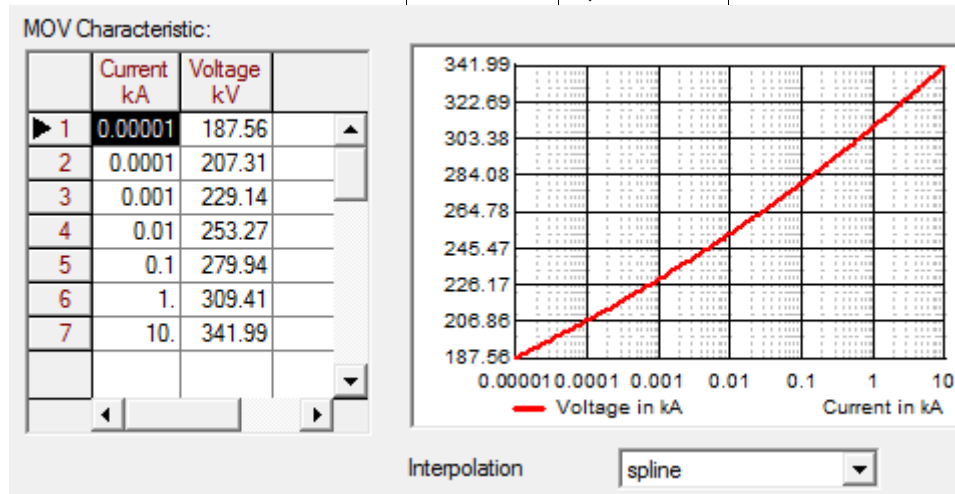 MOV Characteristic:
Current kA Voltage kV
1 0.00001 187.56
2 0.0001 207.31
3 0.001 229.14
4 0.01 253.27
5 0.1 279.94
6 1. 309.41
7 10. 341.99
341.99
322.69
303.38
284.08
264.78
245.47
226.17
206.86
187.56
0.00001 0.0001 0.001 0.01 0.1 1 10
Voltage in kA Current in kA
Interpolation spline